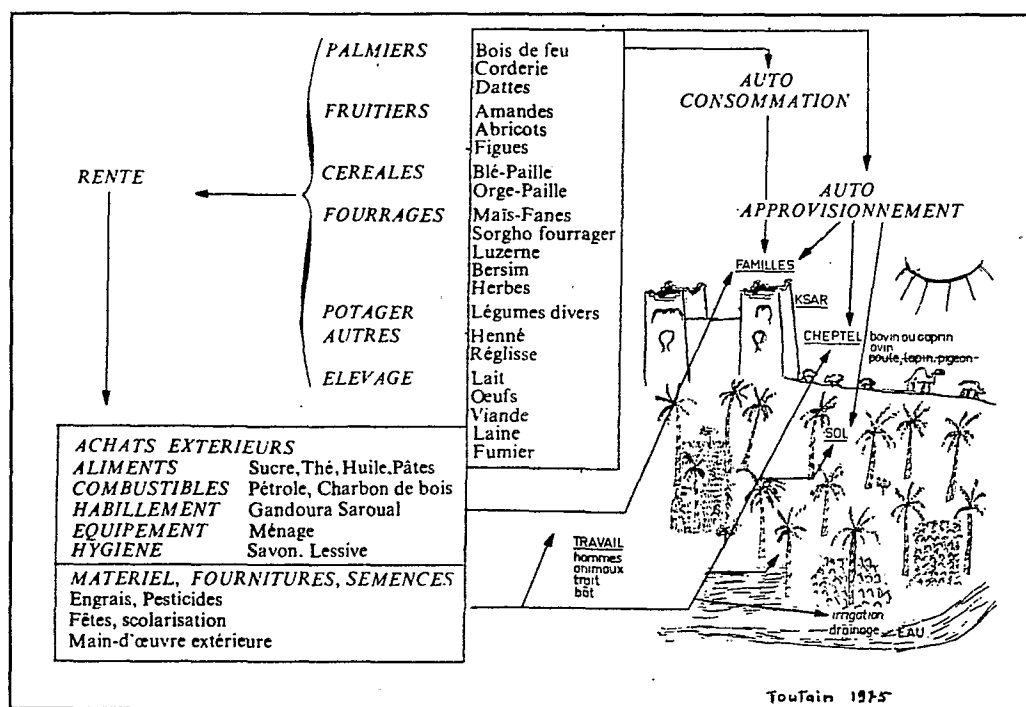 PALMIERS Bois de feu
Corderie
Dattes
FRUITIERS Amandes
Abricots
Figues
CEREALES Blé-Paille
Orge-Paille
FOURRAGES Maïs-Fanes
Sorgho fourrager
Luzerne
Bersim
Herbes
POTAGER Légumes divers
AUTRES Henné
Réglisse
ELEVAGE Lait
Œufs
Viande
Laine
Fumier
RENTE
AUTO
CONSOMMATION
AUTO
APPROVISIONNEMENT
FAMILLES
KSAR
CHEPTEL bovin ou caprin
ovin
poule, lapin, pigeon
SOL
ACHATS EXTERIEURS
ALIMENTS Sucre, Thé, Huile, Pâtes
COMBUSTIBLES Pétrole, Charbon de bois
HABILLEMENT Gandoura Saroual
EQUIPEMENT Ménage
HYGIENE Savon. Lessive
MATERIEL, FOURNITURES, SEMENCES
Engrais, Pesticides
Fêtes, scolarisation
Main-d'œuvre extérieure
TRAVAIL
hommes
animaux
trait
bât
irrigation
drainage EAU
Toutain 1975